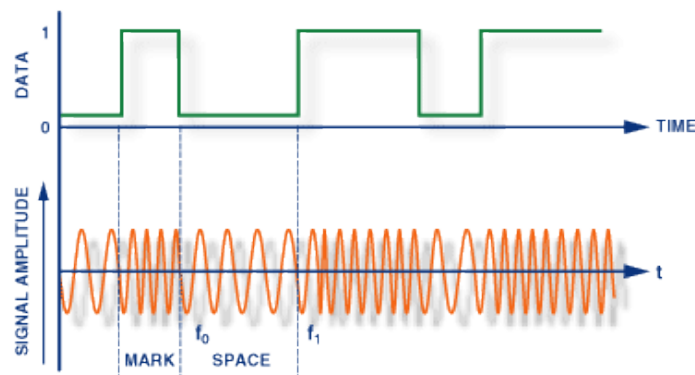 1
DATA
0
TIME
SIGNAL AMPLITUDE
t
f₀
f₁
MARK
SPACE